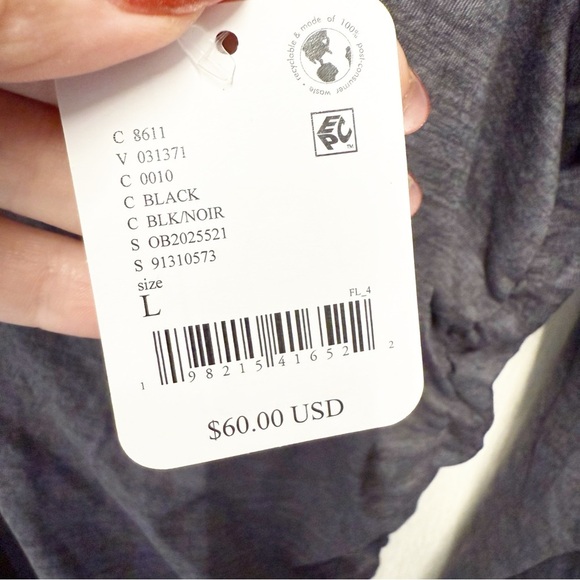 recyclable & made of 100% post-consumer waste •
EPC™
C 8611
V 031371
C 0010
C BLACK
C BLK/NOIR
S OB2025521
S 91310573
size
L
FL_4
1 98215 41652 2
$60.00 USD